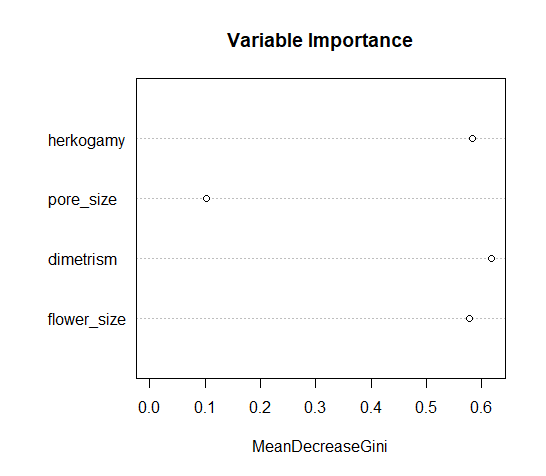 Variable Importance
herkogamy
pore_size
dimetrism
flower_size
0.0 0.1 0.2 0.3 0.4 0.5 0.6
MeanDecreaseGini